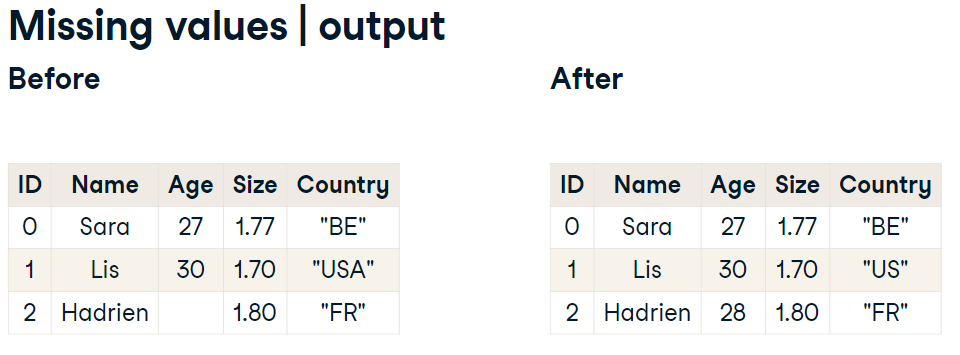 Missing values | output
Before
After
ID Name Age Size Country
0 Sara 27 1.77 "BE"
1 Lis 30 1.70 "USA"
2 Hadrien 1.80 "FR"
ID Name Age Size Country
0 Sara 27 1.77 "BE"
1 Lis 30 1.70 "US"
2 Hadrien 28 1.80 "FR"